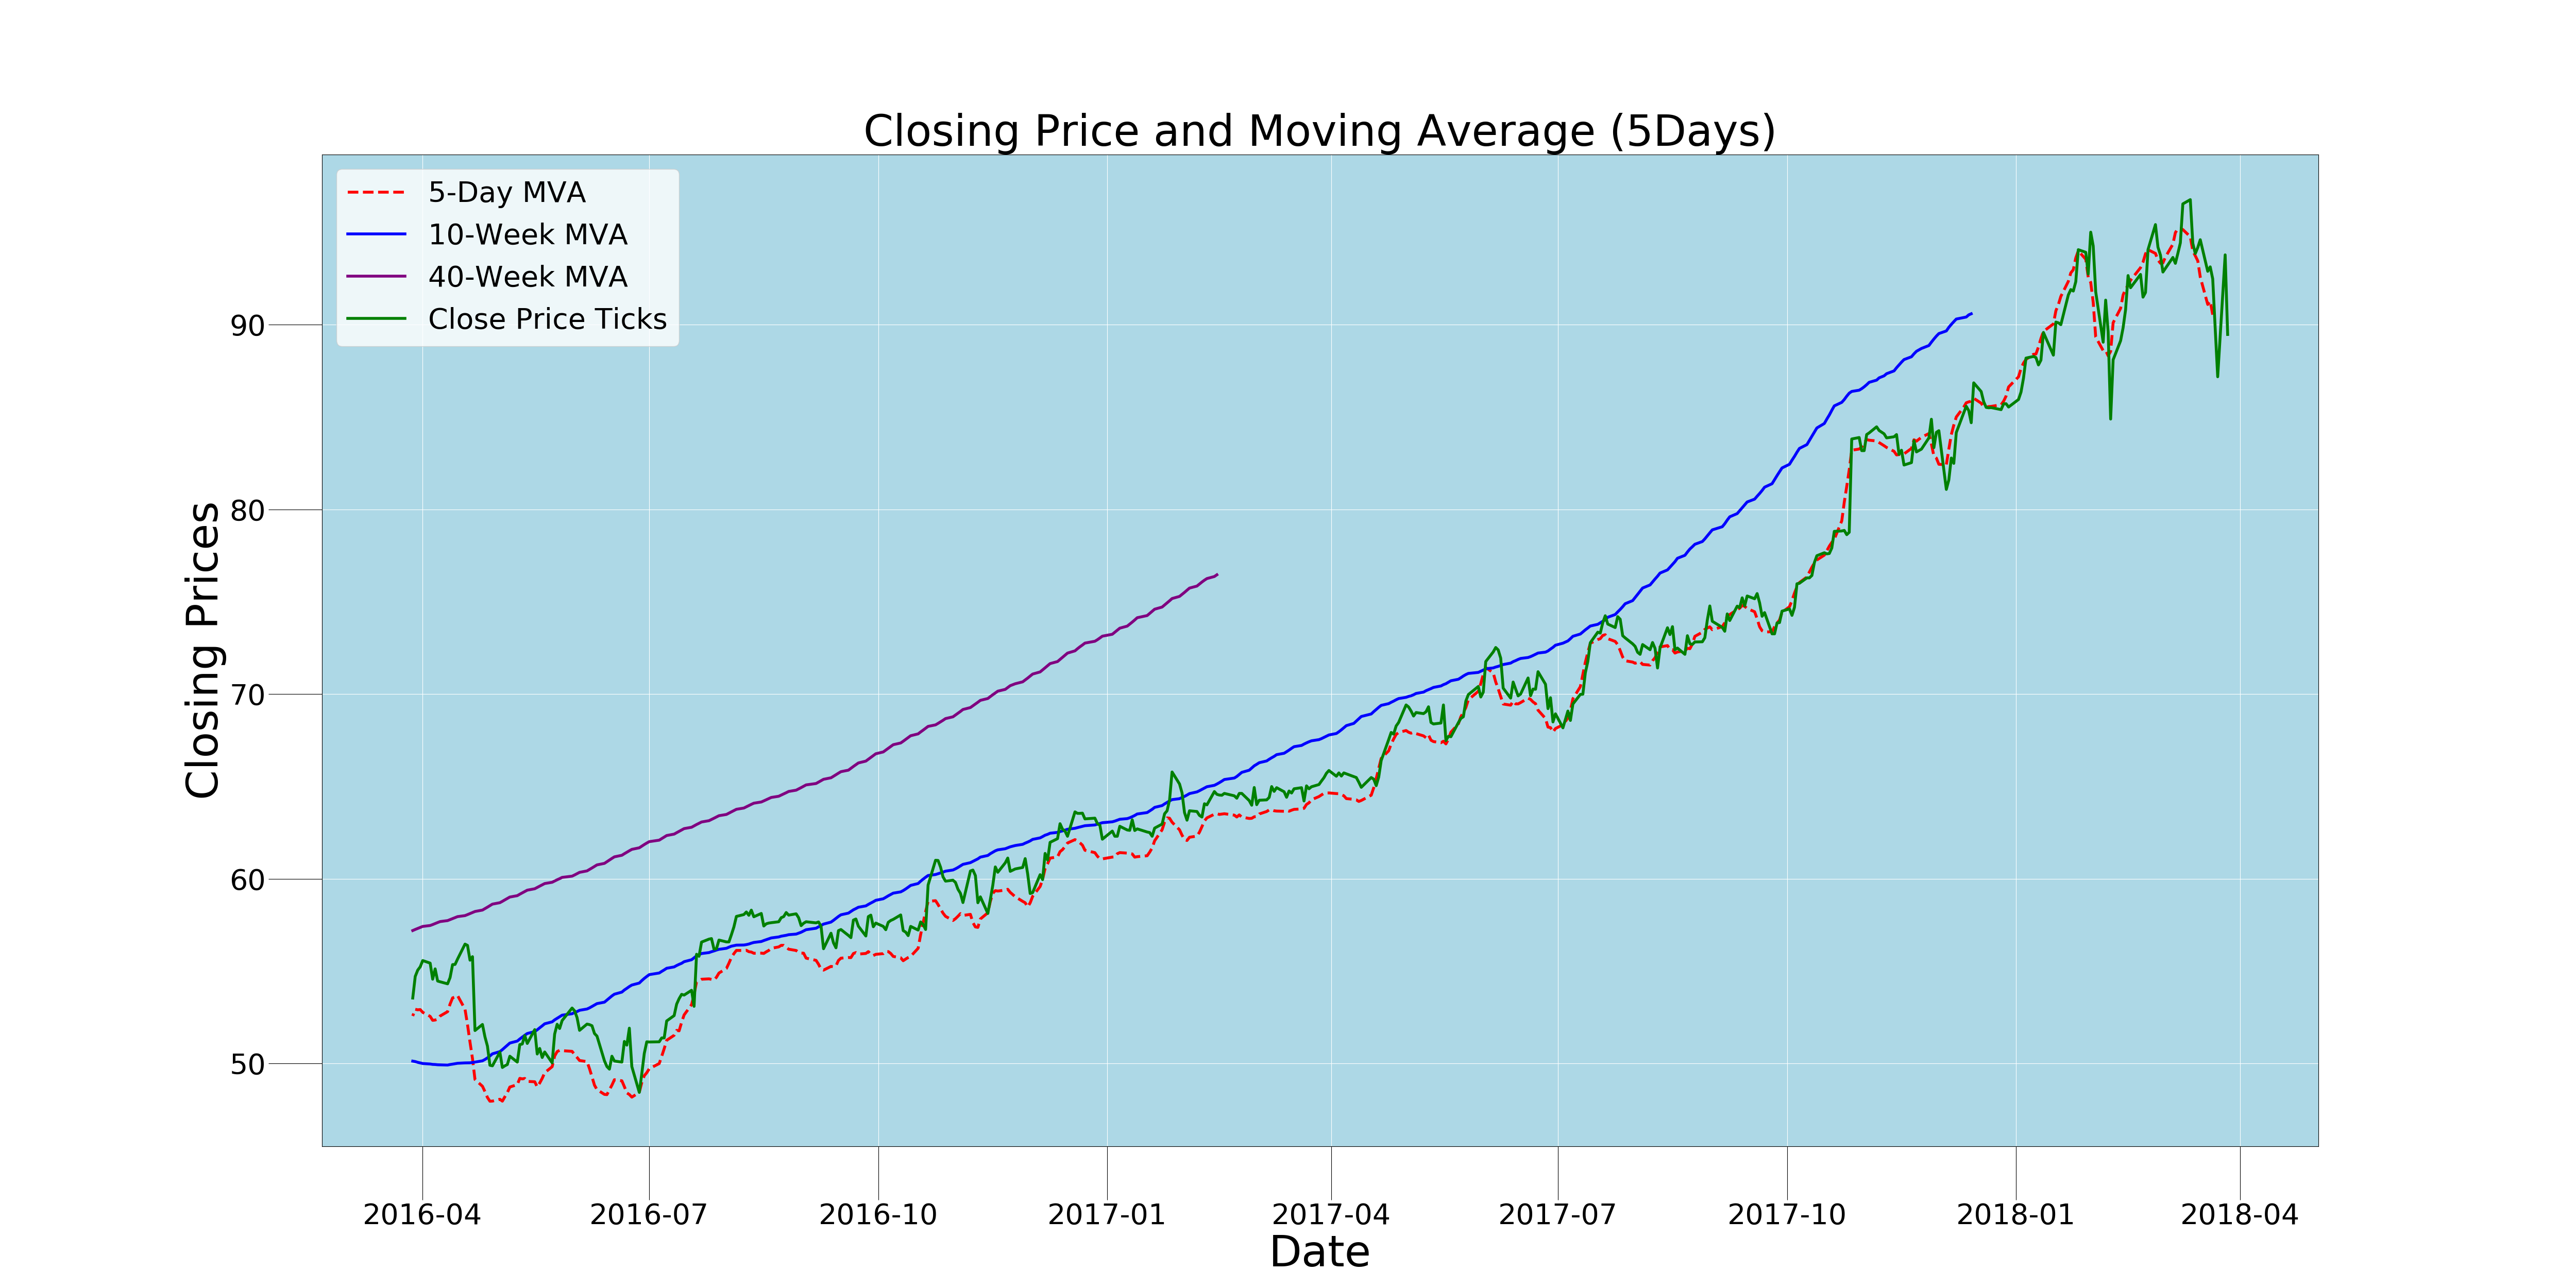 Closing Price and Moving Average (5Days)
5-Day MVA
10-Week MVA
40-Week MVA
Close Price Ticks
Closing Prices
90
80
70
60
50
2016-04 2016-07 2016-10 2017-01 2017-04 2017-07 2017-10 2018-01 2018-04
Date